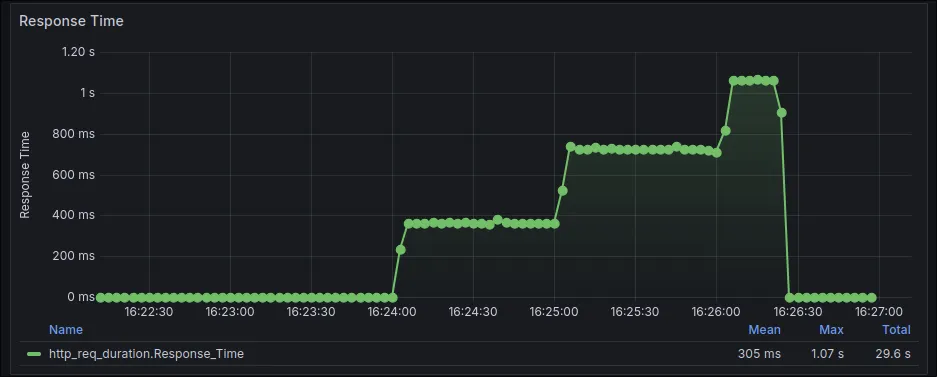 Response Time
1.20 s
1 s
800 ms
600 ms
400 ms
200 ms
0 ms
Response Time
16:22:30 16:23:00 16:23:30 16:24:00 16:24:30 16:25:00 16:25:30 16:26:00 16:26:30 16:27:00
Name Mean Max Total
http_req_duration.Response_Time 305 ms 1.07 s 29.6 s